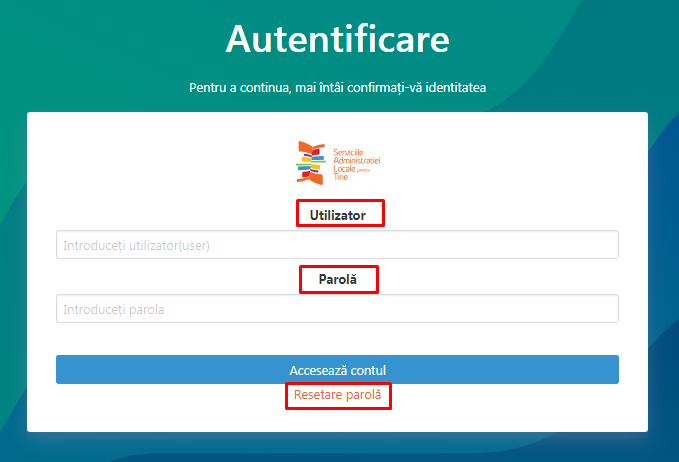 Autentificare
Pentru a continua, mai întâi confirmați-vă identitatea
Serviciile
Administrației
Locale pentru
Tine
Utilizator
Introduceți utilizator(user)
Parolă
Introduceți parola
Accesează contul
Resetare parolă